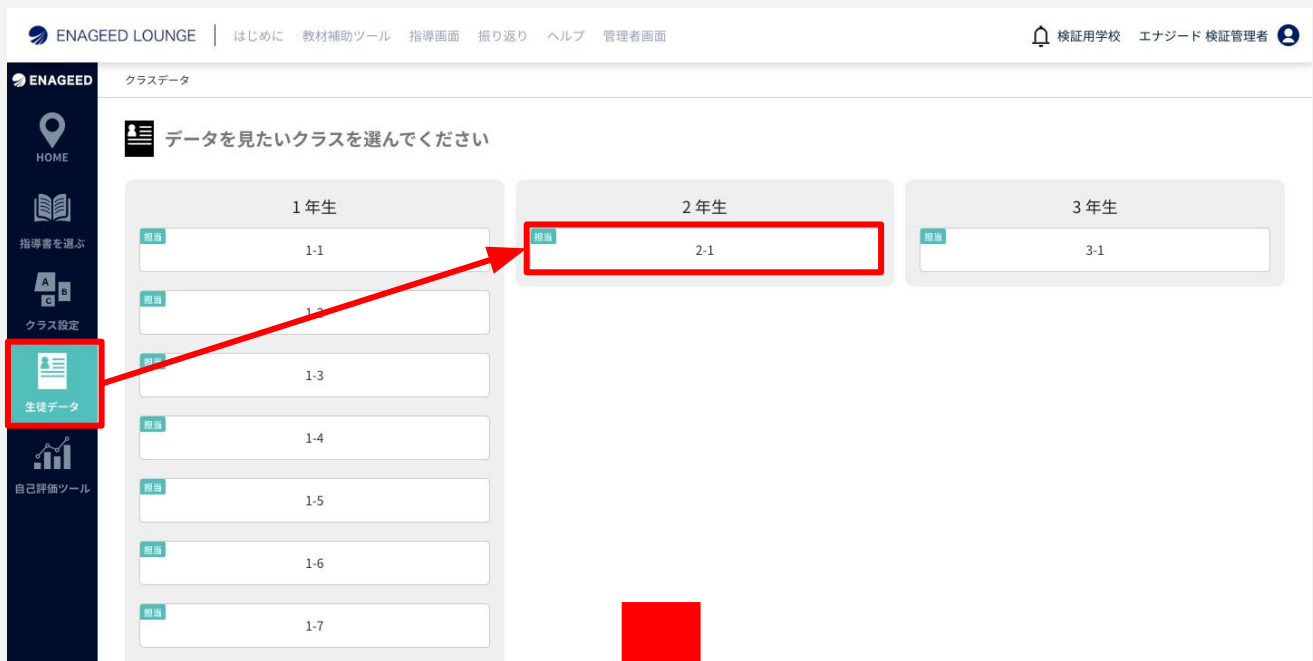 ENAGEED LOUNGE はじめに 教材補助ツール 指導画面 振り返り ヘルプ 管理者画面 検証用学校 エナジード 検証管理者
ENAGEED
クラスデータ
HOME
指導書を選ぶ
A B C
クラス設定
生徒データ
自己評価ツール
データを見たいクラスを選んでください
1 年生
担当
1-1
担当
1-2
担当
1-3
担当
1-4
担当
1-5
担当
1-6
担当
1-7
2 年生
担当
2-1
3 年生
担当
3-1